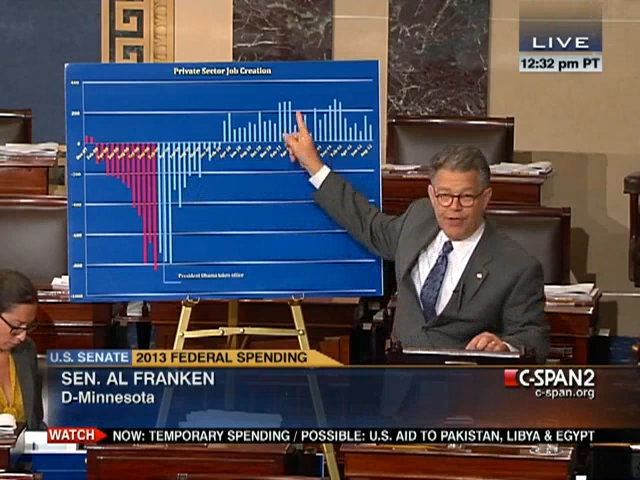 LIVE
12:32 pm PT
Private Sector Job Creation
President Obama takes office
U.S. SENATE
2013 FEDERAL SPENDING
SEN. AL FRANKEN
D-Minnesota
C-SPAN2
c-span.org
WATCH
NOW: TEMPORARY SPENDING / POSSIBLE: U.S. AID TO PAKISTAN, LIBYA & EGYPT